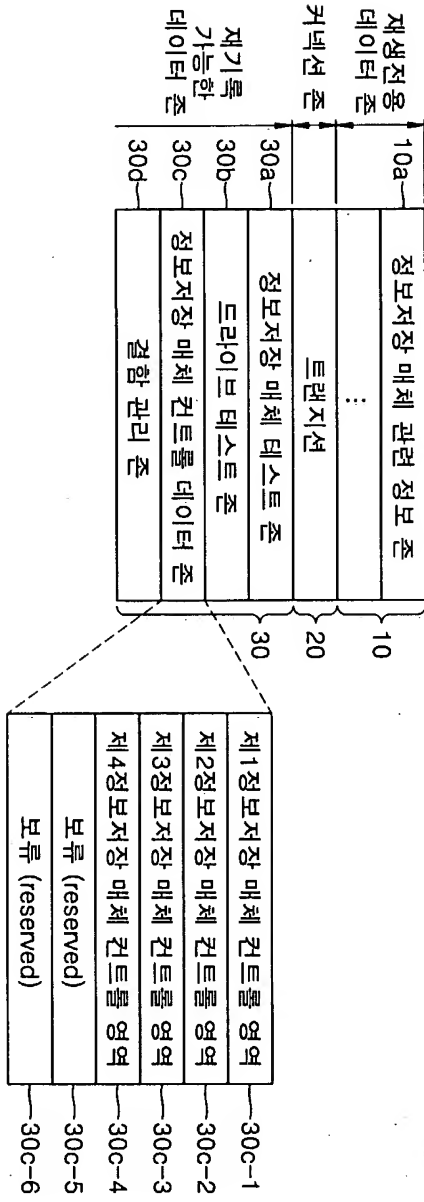 재생전용
데이터 존
커넥션 존
재기록
가능한
데이터 존
10a
30a
30b
30c
30d
정보저장 매체 관련 정보 존
⋮
트랜지션
정보저장 매체 테스트 존
드라이브 테스트 존
정보저장 매체 컨트롤 데이터 존
결함 관리 존
10
20
30
제1정보저장 매체 컨트롤 영역
제2정보저장 매체 컨트롤 영역
제3정보저장 매체 컨트롤 영역
제4정보저장 매체 컨트롤 영역
보류 (reserved)
보류 (reserved)
30c-1
30c-2
30c-3
30c-4
30c-5
30c-6